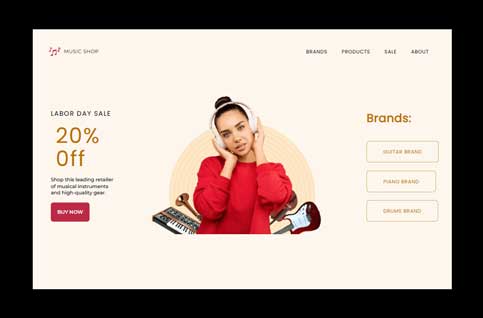 MUSIC SHOP
BRANDS PRODUCTS SALE ABOUT
LABOR DAY SALE
20%
Off
Shop this leading retailer
of musical instruments
and high-quality gear.
BUY NOW
Brands:
GUITAR BRAND
PIANO BRAND
DRUMS BRAND